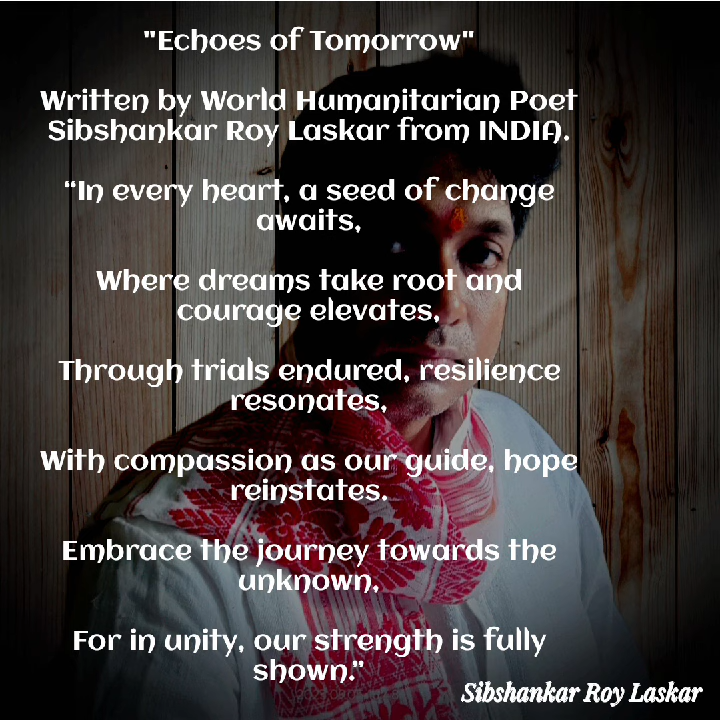 "Echoes of Tomorrow"
Written by World Humanitarian Poet
Sibshankar Roy Laskar from INDIA.
“In every heart, a seed of change
awaits,
Where dreams take root and
courage elevates,
Through trials endured, resilience
resonates,
With compassion as our guide, hope
reinstates.
Embrace the journey towards the
unknown,
For in unity, our strength is fully
shown.”
Sibshankar Roy Laskar